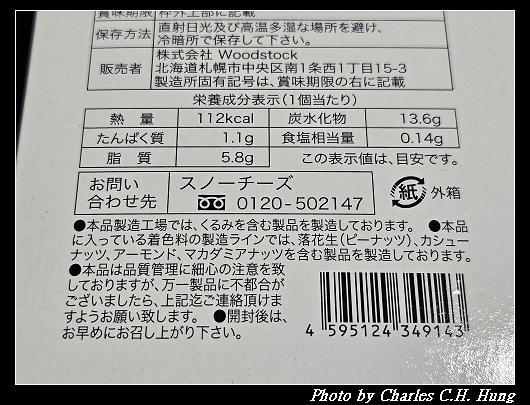 賞味期限 枠外上部に記載
保存方法 直射日光及び高温多湿な場所を避け、
冷暗所で保存して下さい。
販売者 株式会社 Woodstock
北海道札幌市中央区南1条西1丁目15-3
製造所固有記号は、賞味期限の右に記載
栄養成分表示(1個当たり)
熱量 112kcal 炭水化物 13.6g
たんぱく質 1.1g 食塩相当量 0.14g
脂質 5.8g この表示値は、目安です。
お問い合わせ先 スノーチーズ
0120-502147
紙 外箱
●本品製造工場では、くるみを含む製品を製造しております。 ●本品
に入っている着色料の製造ラインでは、落花生(ピーナッツ)、カシュー
ナッツ、アーモンド、マカダミアナッツを含む製品を製造しております。
●本品は品質管理に細心の注意を致
しておりますが、万一製品に不都合が
ございましたら、上記迄ご連絡頂けま
すようお願い致します。 ●開封後は、
お早めにお召し上がり下さい。
4 595124 349143
Photo by Charles C.H. Hung